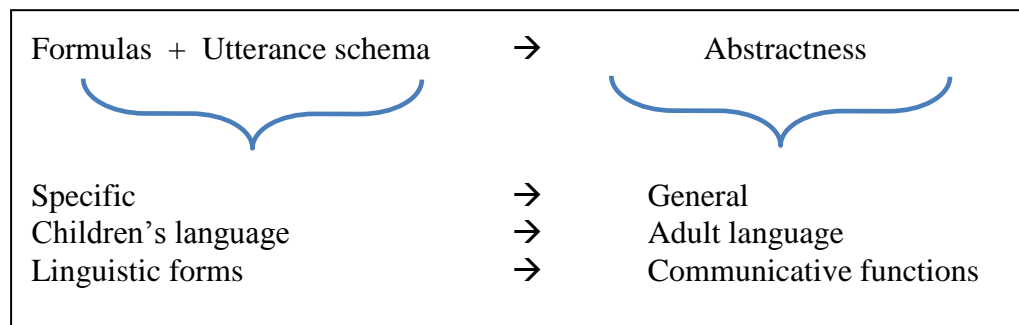 Formulas + Utterance schema → Abstractness
Specific → General
Children’s language → Adult language
Linguistic forms → Communicative functions